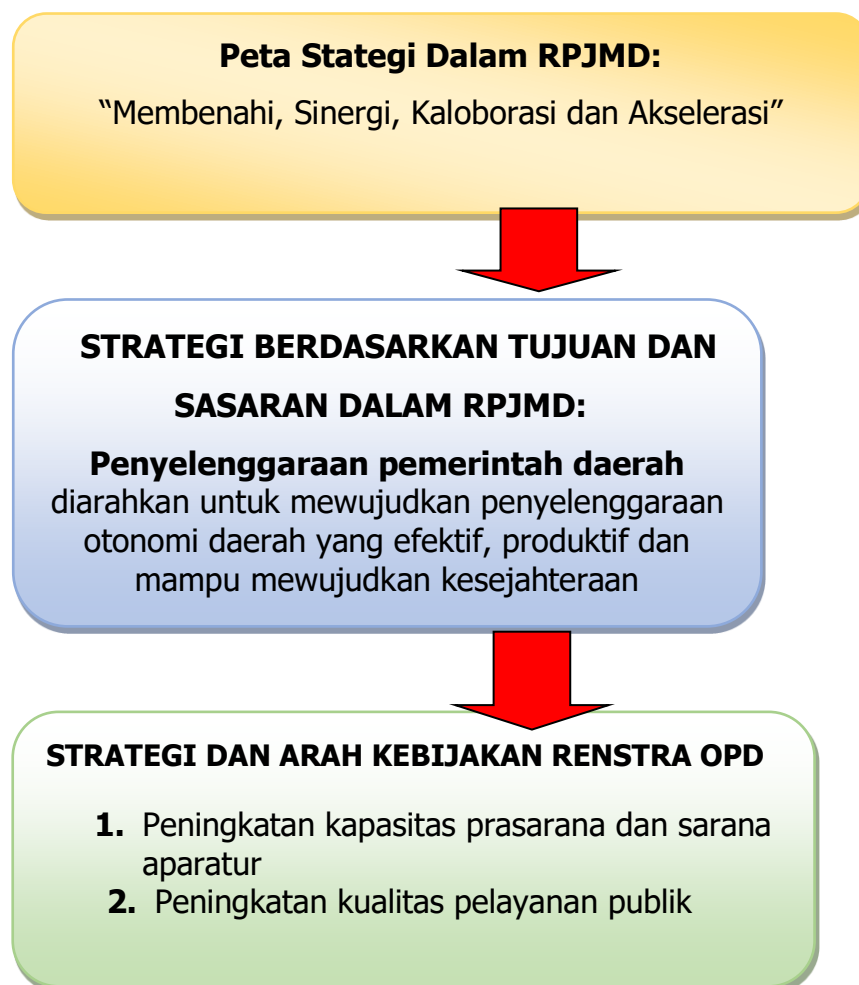 Peta Stategi Dalam RPJMD:
“Membenahi, Sinergi, Kaloborasi dan Akselerasi”
STRATEGI BERDASARKAN TUJUAN DAN
SASARAN DALAM RPJMD:
Penyelenggaraan pemerintah daerah
diarahkan untuk mewujudkan penyelenggaraan
otonomi daerah yang efektif, produktif dan
mampu mewujudkan kesejahteraan
STRATEGI DAN ARAH KEBIJAKAN RENSTRA OPD
1. Peningkatan kapasitas prasarana dan sarana
aparatur
2. Peningkatan kualitas pelayanan publik